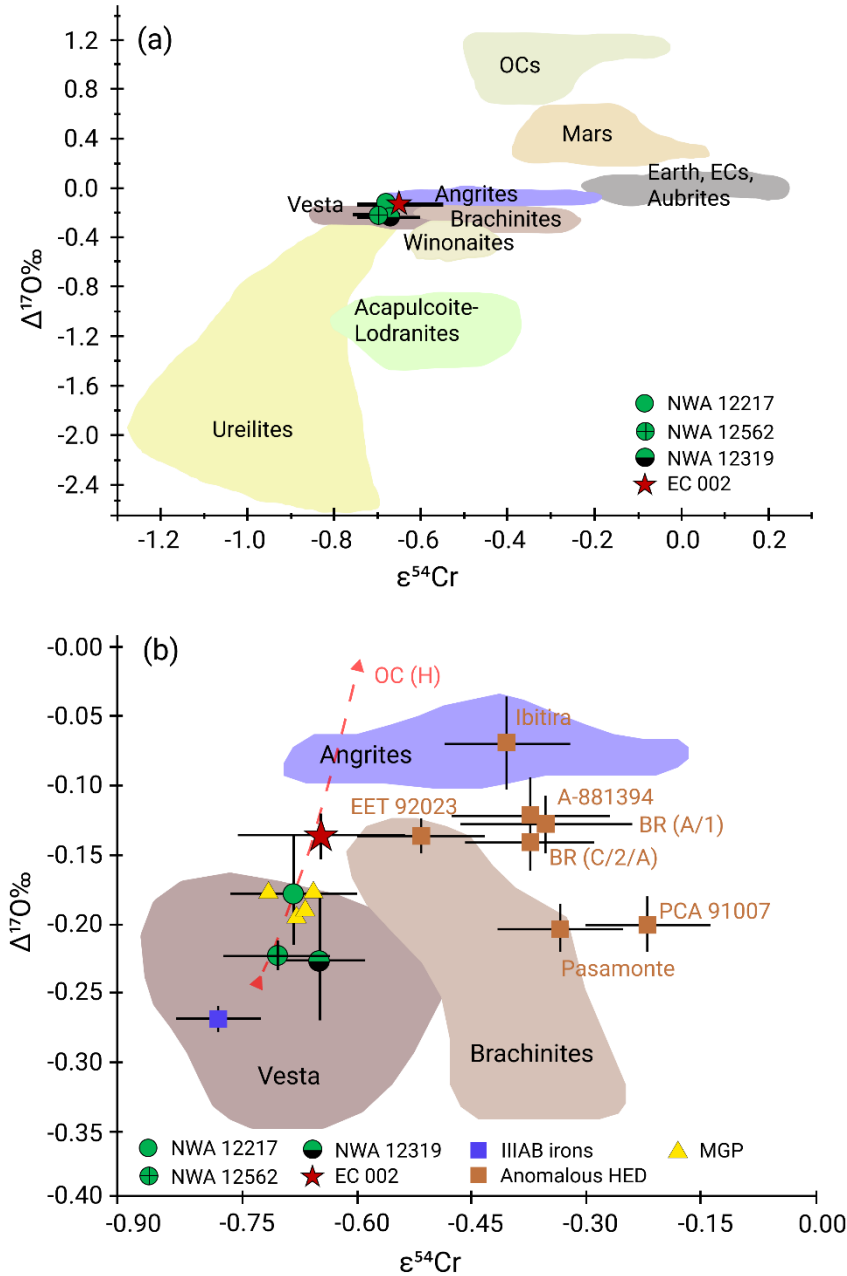 (a)
1.2
0.8
0.4
0.0
-0.4
-0.8
-1.2
-1.6
-2.0
-2.4
Δ¹⁷O‰
OCs
Mars
Earth, ECs,
Aubrites
Angrites
Vesta
Brachinites
Winonaites
Acapulcoite-
Lodranites
Ureilites
NWA 12217
NWA 12562
NWA 12319
EC 002
-1.2
-1.0
-0.8
-0.6
-0.4
-0.2
0.0
0.2
ε⁵⁴Cr
(b)
-0.00
-0.05
-0.10
-0.15
-0.20
-0.25
-0.30
-0.35
-0.40
Δ¹⁷O‰
OC (H)
Ibitira
Angrites
EET 92023
A-881394
BR (A/1)
BR (C/2/A)
PCA 91007
Pasamonte
Brachinites
Vesta
NWA 12217
NWA 12319
IIIAB irons
MGP
NWA 12562
EC 002
Anomalous HED
-0.90
-0.75
-0.60
-0.45
-0.30
-0.15
0.00
ε⁵⁴Cr